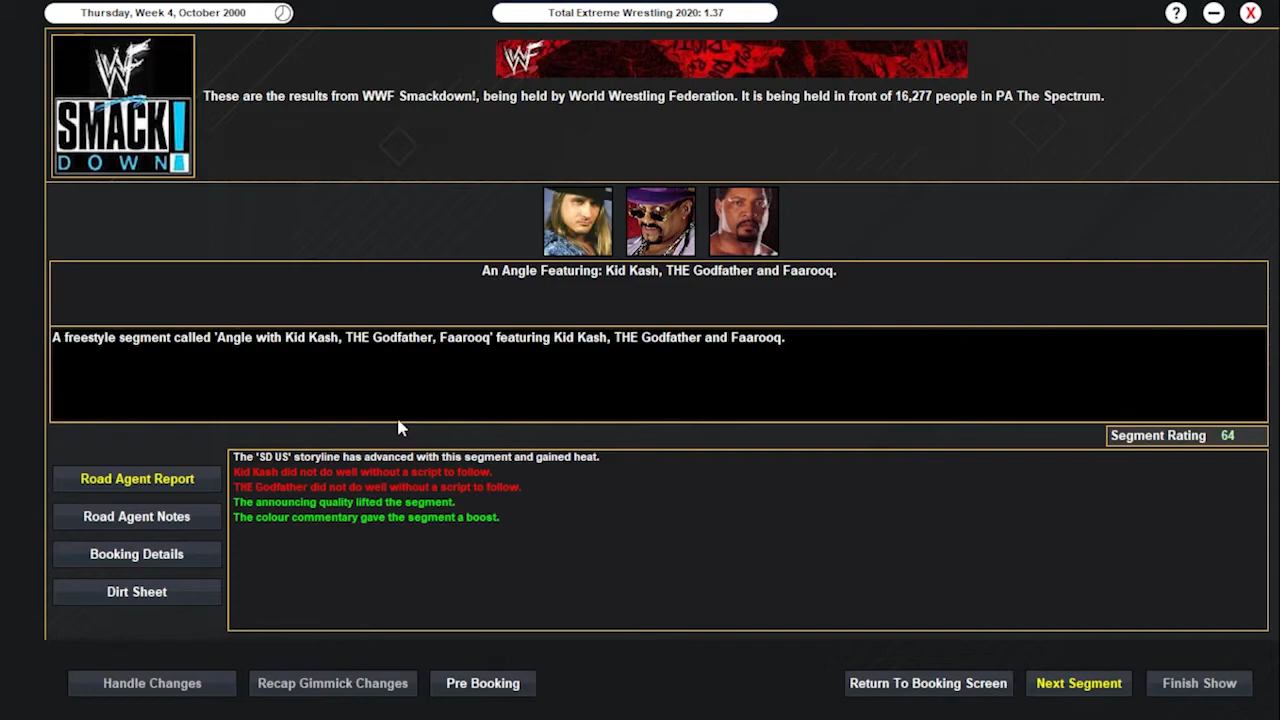 Thursday, Week 4, October 2000
Total Extreme Wrestling 2020: 1.37
? X
WF
SMACK!
DOWN
WF
These are the results from WWF Smackdown!, being held by World Wrestling Federation. It is being held in front of 16,277 people in PA The Spectrum.
An Angle Featuring: Kid Kash, THE Godfather and Faarooq.
A freestyle segment called 'Angle with Kid Kash, THE Godfather, Faarooq' featuring Kid Kash, THE Godfather and Faarooq.
Segment Rating 64
Road Agent Report
Road Agent Notes
Booking Details
Dirt Sheet
The 'SD US' storyline has advanced with this segment and gained heat.
Kid Kash did not do well without a script to follow.
THE Godfather did not do well without a script to follow.
The announcing quality lifted the segment.
The colour commentary gave the segment a boost.
Handle Changes
Recap Gimmick Changes
Pre Booking
Return To Booking Screen
Next Segment
Finish Show